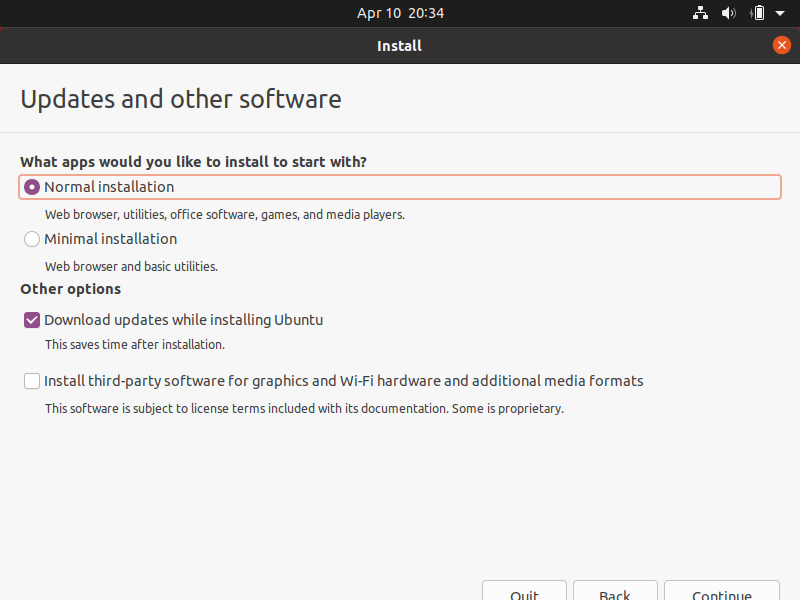 Apr 10 20:34
Install
Updates and other software
What apps would you like to install to start with?
Normal installation
Web browser, utilities, office software, games, and media players.
Minimal installation
Web browser and basic utilities.
Other options
Download updates while installing Ubuntu
This saves time after installation.
Install third-party software for graphics and Wi-Fi hardware and additional media formats
This software is subject to license terms included with its documentation. Some is proprietary.
Quit Back Continue